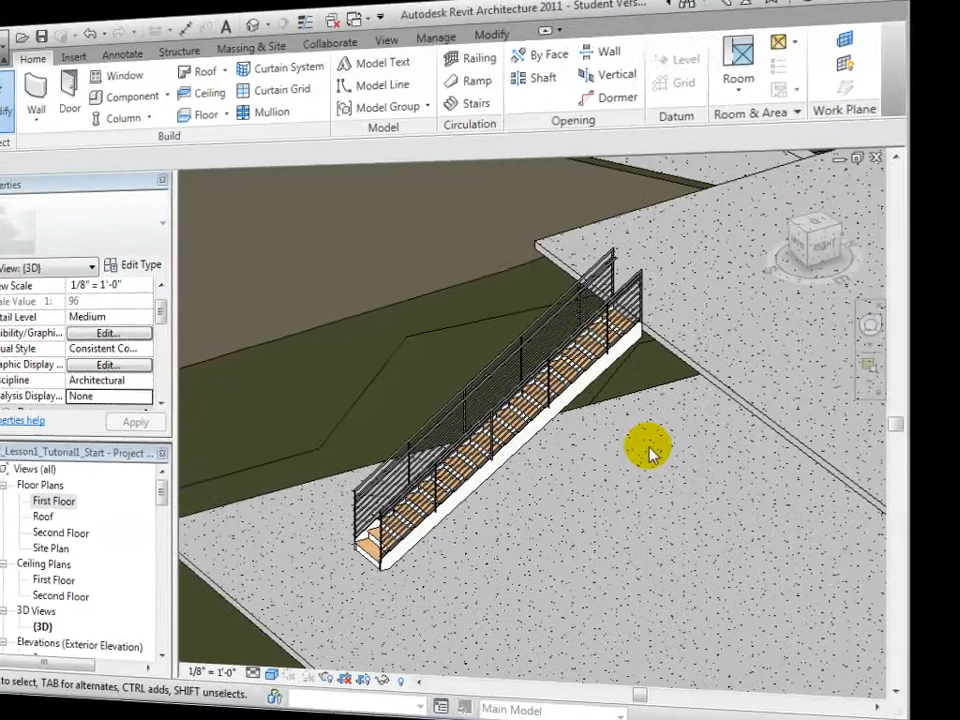 Autodesk Revit Architecture 2011 - Student Vers...
Home Insert Annotate Structure Massing & Site Collaborate View Manage Modify
Wall
Door
Window
Component
Column
Roof
Ceiling
Floor
Curtain System
Curtain Grid
Mullion
Build
Model Text
Model Line
Model Group
Model
Railing
Ramp
Stairs
Circulation
By Face
Shaft
Wall
Vertical
Dormer
Opening
Level
Grid
Datum
Room
Room & Area
Work Plane
View: {3D}
Edit Type
1/8" = 1'-0"
96
Medium
Edit...
Consistent Co...
Edit...
Architectural
None
Apply
_Lesson1_Tutorial1_Start - Project ...
Views (all)
Floor Plans
First Floor
Roof
Second Floor
Site Plan
Ceiling Plans
First Floor
Second Floor
3D Views
{3D}
Elevations (Exterior Elevation)
RIGHT
1/8" = 1'-0"
to select, TAB for alternates, CTRL adds, SHIFT unselects.
Main Model